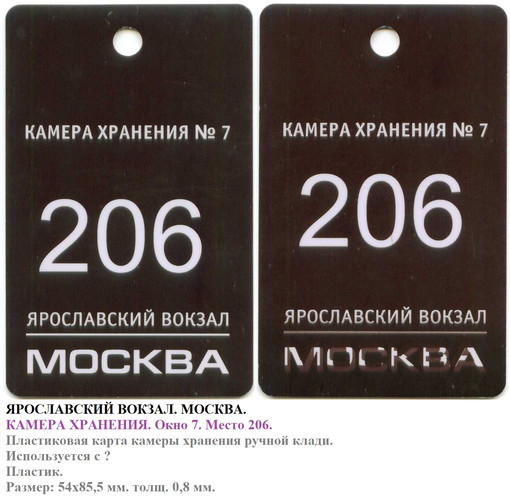 КАМЕРА ХРАНЕНИЯ № 7
206
ЯРОСЛАВСКИЙ ВОКЗАЛ
МОСКВА
КАМЕРА ХРАНЕНИЯ № 7
206
ЯРОСЛАВСКИЙ ВОКЗАЛ
МОСКВА
ЯРОСЛАВСКИЙ ВОКЗАЛ. МОСКВА.
КАМЕРА ХРАНЕНИЯ. Окно 7. Место 206.
Пластиковая карта камеры хранения ручной клади.
Используется с ?
Пластик.
Размер: 54x85,5 мм. толщ. 0,8 мм.